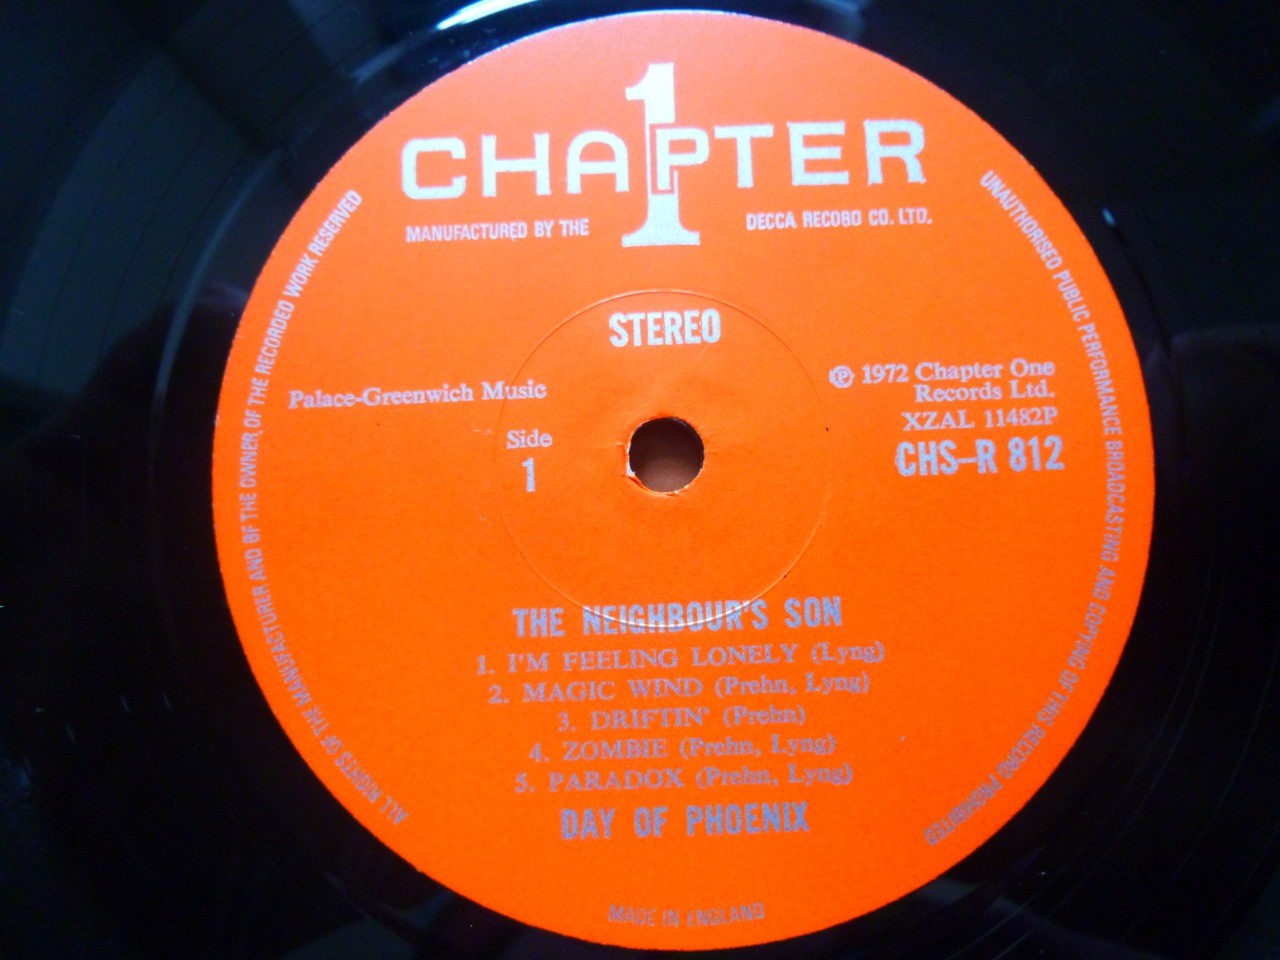 1
CHAPTER
MANUFACTURED BY THE DECCA RECORD CO. LTD.
STEREO
Palace-Greenwich Music
Side
1
Ⓟ 1972 Chapter One
Records Ltd.
XZAL 11482P
CHS–R 812
THE NEIGHBOUR'S SON
1. I'M FEELING LONELY (Lyng)
2. MAGIC WIND (Prehn, Lyng)
3. DRIFTIN' (Prehn)
4. ZOMBIE (Prehn, Lyng)
5. PARADOX (Prehn, Lyng)
DAY OF PHOENIX
MADE IN ENGLAND
ALL RIGHTS OF THE MANUFACTURER AND OF THE OWNER OF THE RECORDED WORK RESERVED
UNAUTHORISED PUBLIC PERFORMANCE BROADCASTING AND COPYING OF THIS RECORD PROHIBITED